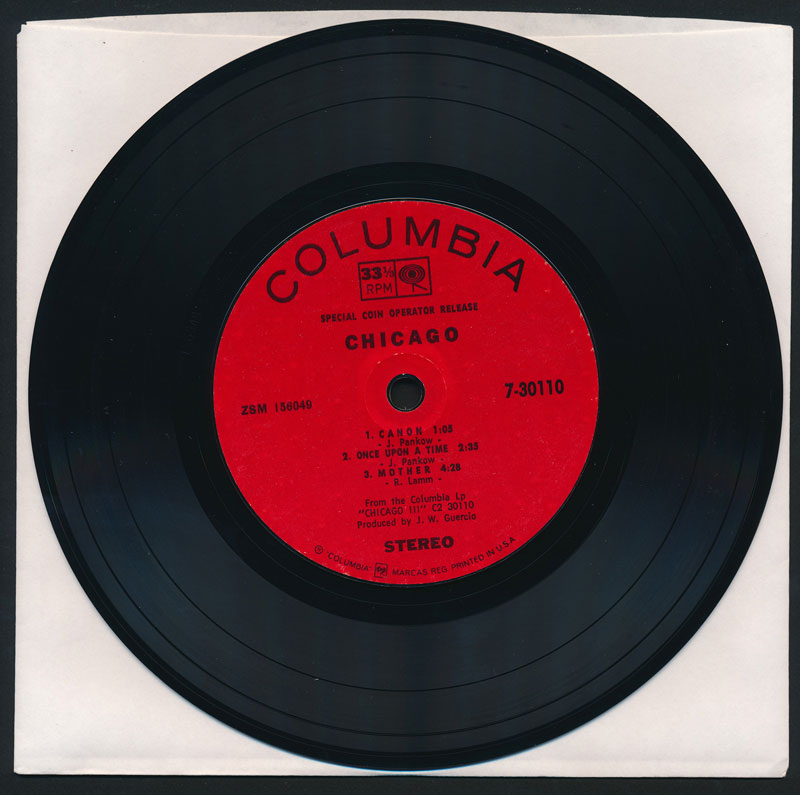 COLUMBIA
33⅓
RPM
SPECIAL COIN OPERATOR RELEASE
CHICAGO
ZSM 156049
7-30110
1. CANON 1:05
- J. Pankow -
2. ONCE UPON A TIME 2:35
- J. Pankow -
3. MOTHER 4:28
- R. Lamm -
From the Columbia Lp
"CHICAGO III" C2 30110
Produced by J. W. Guercio
STEREO
Ⓟ "COLUMBIA" MARCAS REG. PRINTED IN U.S.A.